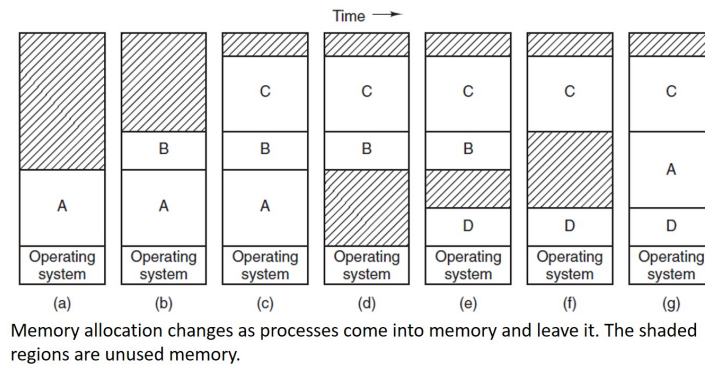 Time
C
C
C
C
C
B
B
B
B
A
A
A
A
D
D
D
Operating
system
Operating
system
Operating
system
Operating
system
Operating
system
Operating
system
Operating
system
(a)
(b)
(c)
(d)
(e)
(f)
(g)
Memory allocation changes as processes come into memory and leave it. The shaded
regions are unused memory.